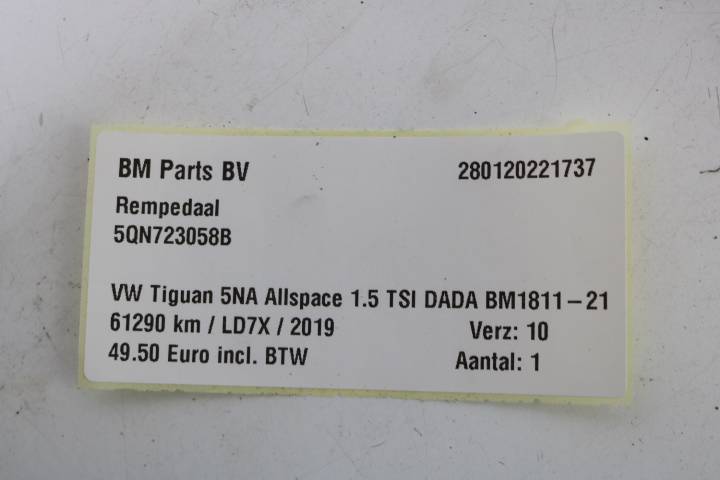 BM Parts BV 280120221737
Rempedaal
5QN723058B
VW Tiguan 5NA Allspace 1.5 TSI DADA BM1811-21
61290 km / LD7X / 2019 Verz: 10
49.50 Euro incl. BTW Aantal: 1